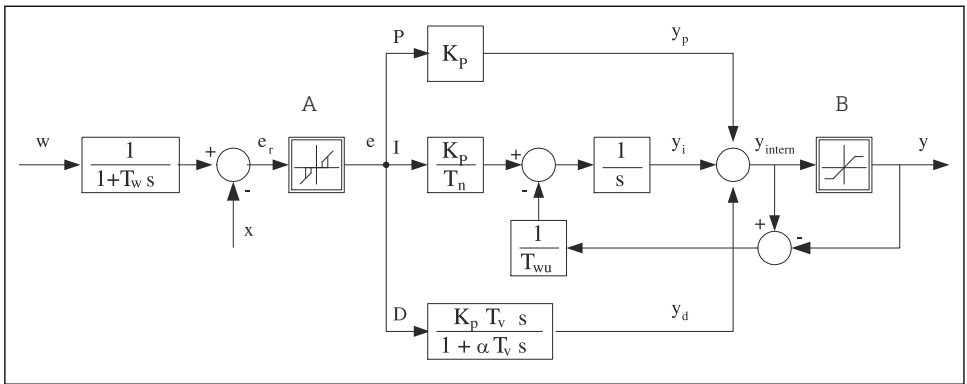 P
y_p
K_P
A
B
w
1
1+T_w s
+
e_r
-
x
e
I
K_P
T_n
+
-
1
s
y_i
y_intern
y
+
-
1
T_wu
D
K_p T_v s
1 + α T_v s
y_d